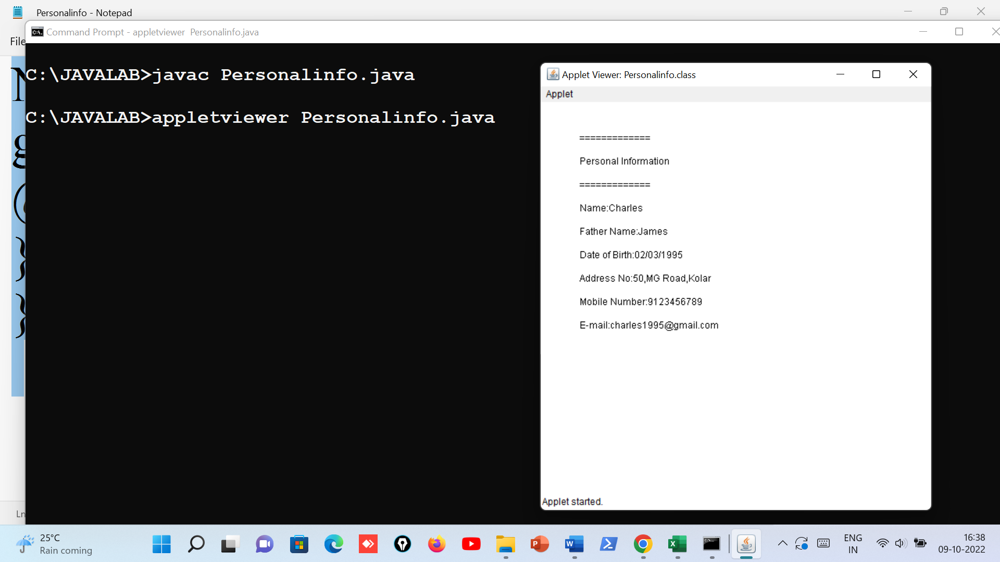 Personalinfo - Notepad
File
Command Prompt - appletviewer  Personalinfo.java
C:\JAVALAB>javac Personalinfo.java
C:\JAVALAB>appletviewer Personalinfo.java
Applet Viewer: Personalinfo.class
Applet
=============
Personal Information
=============
Name:Charles
Father Name:James
Date of Birth:02/03/1995
Address No:50,MG Road,Kolar
Mobile Number:9123456789
E-mail:charles1995@gmail.com
Applet started.
Ln
25°C
Rain coming
ENG
IN
16:38
09-10-2022